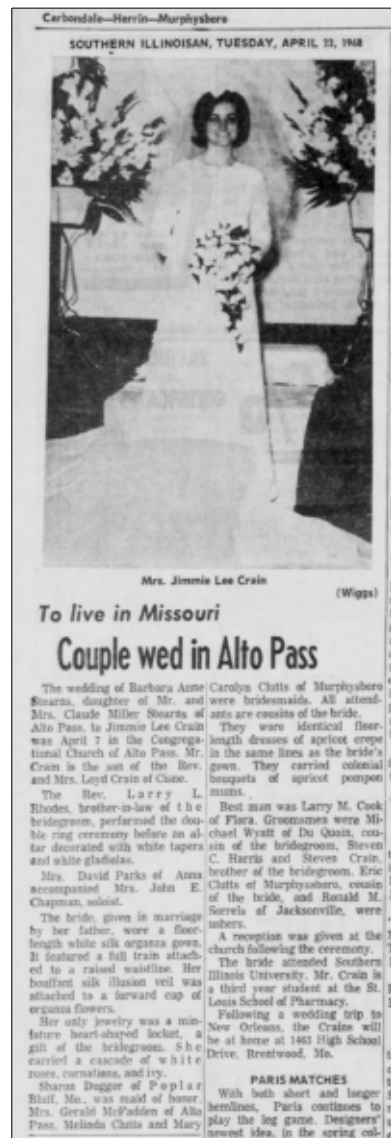 Carbondale—Herrin—Murphysboro
SOUTHERN ILLINOISAN, TUESDAY, APRIL 23, 1968
Mrs. Jimmie Lee Crain
(Wiggs)
To live in Missouri
Couple wed in Alto Pass
The wedding of Barbara Anne
Stearns, daughter of Mr. and
Mrs. Claude Miller Stearns of
Alto Pass, to Jimmie Lee Crain
was April 7 in the Congrega-
tional Church of Alto Pass. Mr.
Crain is the son of the Rev.
and Mrs. Loyd Crain of Cisne.
The Rev. Larry L.
Rhodes, brother-in-law of the
bridegroom, performed the dou-
ble ring ceremony before an al-
tar decorated with white tapers
and white gladiolas.
Mrs. David Parks of Anna
accompanied Mrs. John E.
Chapman, soloist.
The bride, given in marriage
by her father, wore a floor-
length white silk organza gown.
It featured a full train attach-
ed to a raised waistline. Her
bouffant silk illusion veil was
attached to a forward cap of
organza flowers.
Her only jewelry was a min-
iature heart-shaped locket, a
gift of the bridegroom. She
carried a cascade of white
roses, carnations, and ivy.
Sharon Dugger of Poplar
Bluff, Mo., was maid of honor.
Mrs. Gerald McFadden of Alto
Pass, Melinda Clutts and Mary
Carolyn Clutts of Murphysboro
were bridesmaids. All attend-
ants are cousins of the bride.
They wore identical floor-
length dresses of apricot crepe
in the same lines as the bride's
gown. They carried colonial
bouquets of apricot pompon
mums.
Best man was Larry M. Cook
of Flora. Groomsmen were Mi-
chael Wyatt of Du Quoin, cou-
sin of the bridegroom, Steven
C. Harris and Steven Crain,
brother of the bridegroom. Eric
Clutts of Murphysboro, cousin
of the bride, and Ronald M.
Sorrels of Jacksonville, were
ushers.
A reception was given at the
church following the ceremony.
The bride attended Southern
Illinois University. Mr. Crain is
a third year student at the St.
Louis School of Pharmacy.
Following a wedding trip to
New Orleans, the Crains will
be at home at 1463 High School
Drive, Brentwood, Mo.
PARIS MATCHES
With both short and longer
hemlines, Paris continues to
play the leg game. Designers'
newest idea, in the spring col-